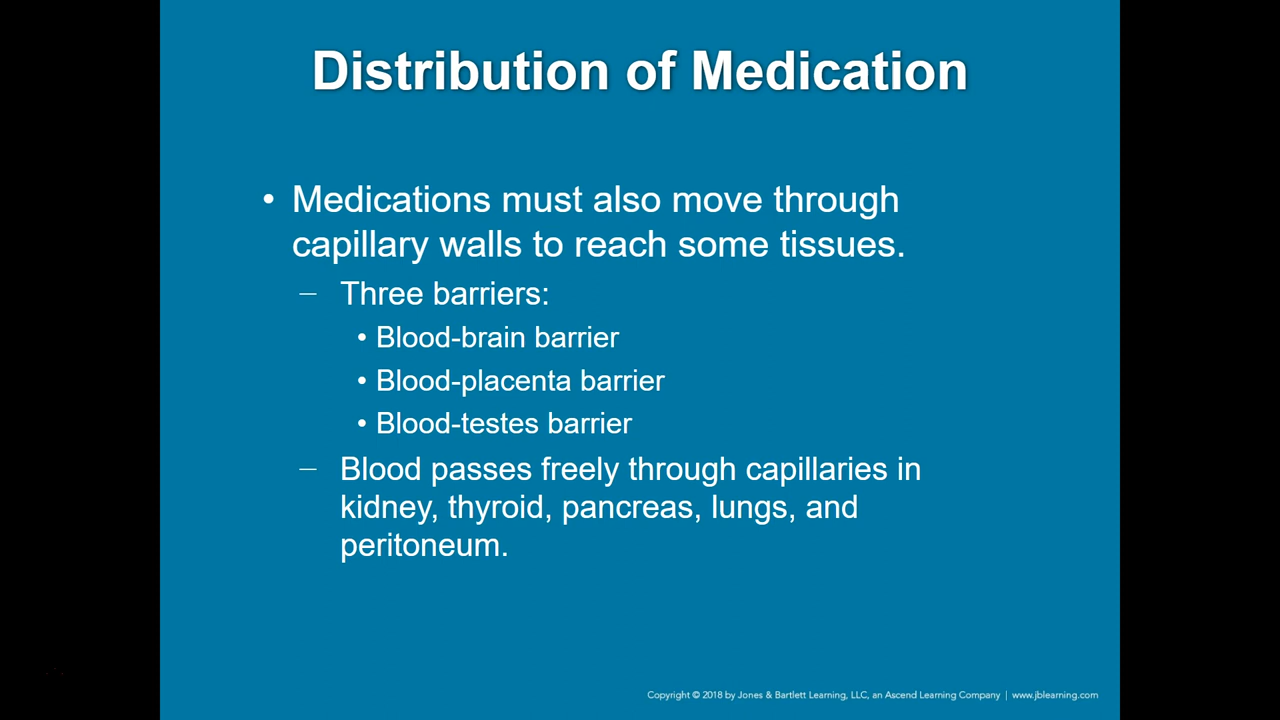 Distribution of Medication
• Medications must also move through
capillary walls to reach some tissues.
– Three barriers:
• Blood-brain barrier
• Blood-placenta barrier
• Blood-testes barrier
– Blood passes freely through capillaries in
kidney, thyroid, pancreas, lungs, and
peritoneum.
Copyright © 2018 by Jones & Bartlett Learning, LLC, an Ascend Learning Company | www.jblearning.com